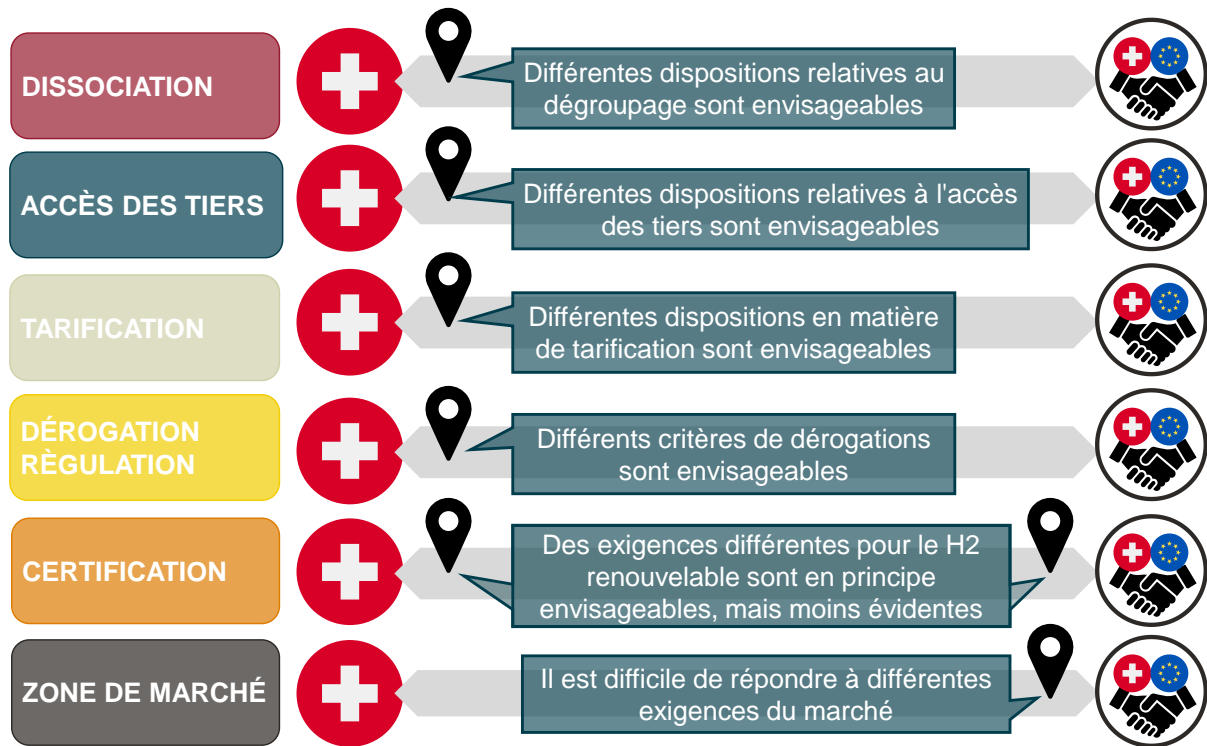 DISSOCIATION
Différentes dispositions relatives au
dégroupage sont envisageables
ACCÈS DES TIERS
Différentes dispositions relatives à l'accès
des tiers sont envisageables
TARIFICATION
Différentes dispositions en matière
de tarification sont envisageables
DÉROGATION
RÈGULATION
Différents critères de dérogations
sont envisageables
CERTIFICATION
Des exigences différentes pour le H2
renouvelable sont en principe
envisageables, mais moins évidentes
ZONE DE MARCHÉ
Il est difficile de répondre à différentes
exigences du marché